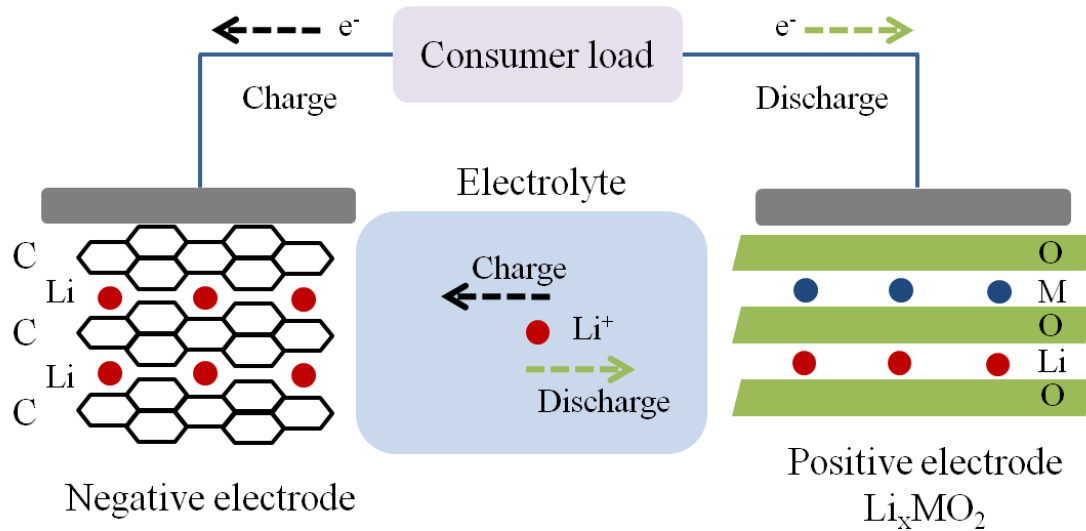 e⁻
Consumer load
e⁻
Charge
Discharge
Electrolyte
C
Li
C
Li
C
Charge
Li⁺
Discharge
O
M
O
Li
O
Negative electrode
Positive electrode
LiₓMO₂